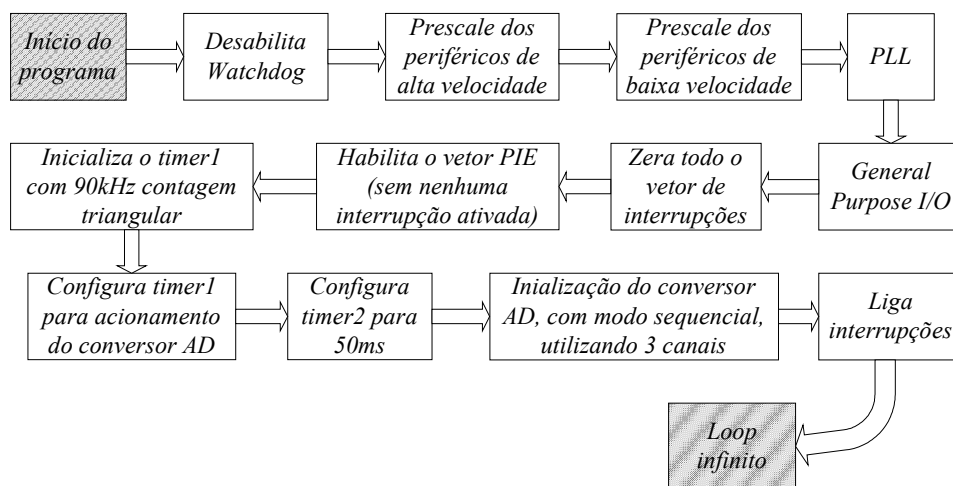 Início do
programa
Desabilita
Watchdog
Prescale dos
periféricos de
alta velocidade
Prescale dos
periféricos de
baixa velocidade
PLL
General
Purpose I/O
Zera todo o
vetor de
interrupções
Habilita o vetor PIE
(sem nenhuma
interrupção ativada)
Inicializa o timer1
com 90kHz contagem
triangular
Configura timer1
para acionamento
do conversor AD
Configura
timer2 para
50ms
Inialização do conversor
AD, com modo sequencial,
utilizando 3 canais
Liga
interrupções
Loop
infinito